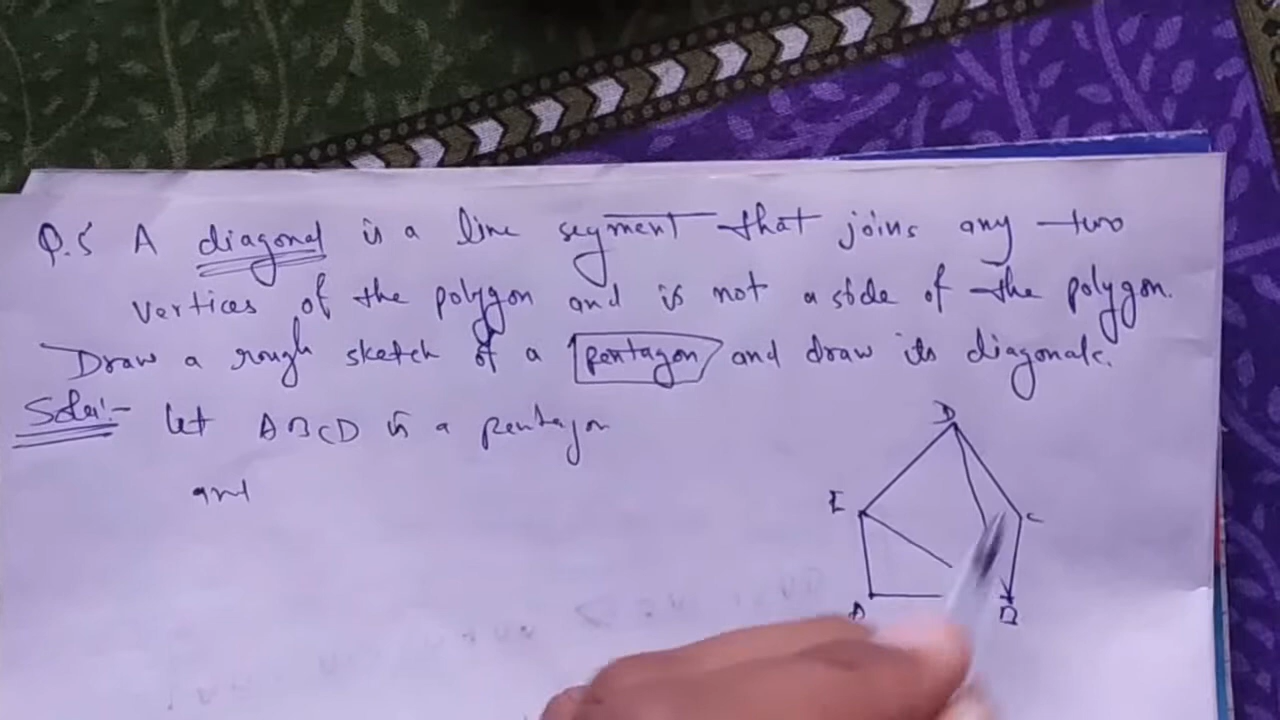 Q.5 A diagonal is a line segment that joins any two
vertices of the polygon and is not a side of the polygon.
Draw a rough sketch of a pentagon and draw its diagonals.
Soln:- let ABCD is a pentagon
and
D
E
C
A
B